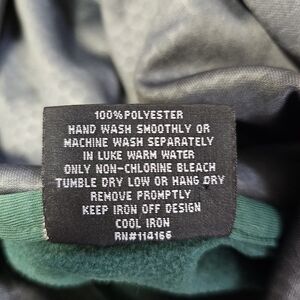 100%POLYESTER
HAND WASH SMOOTHLY OR
MACHINE WASH SEPARATELY
IN LUKE WARM WATER
ONLY NON-CHLORINE BLEACH
TUMBLE DRY LOW OR HANG DRY
REMOVE PROMPTLY
KEEP IRON OFF DESIGN
COOL IRON
RN#114166